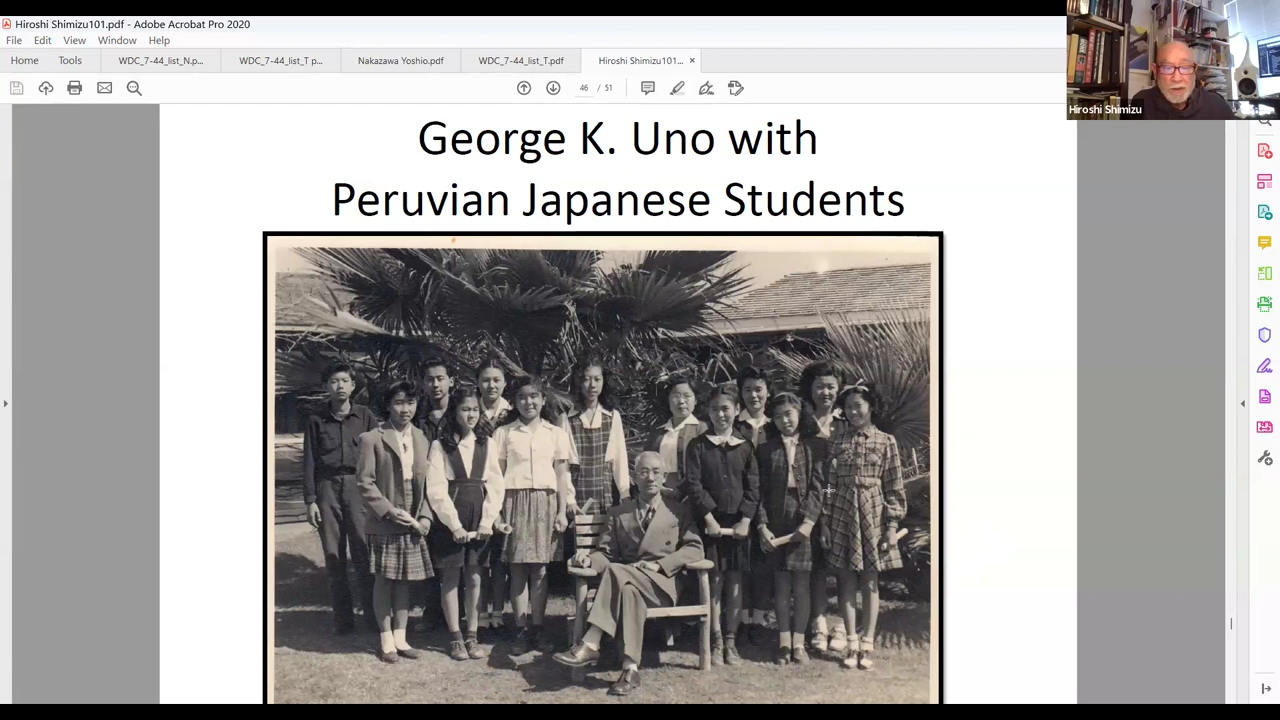 Hiroshi Shimizu101.pdf - Adobe Acrobat Pro 2020
File Edit View Window Help
Home Tools WDC_7-44_list_N.p... WDC_7-44_list_T p... Nakazawa Yoshio.pdf WDC_7-44_list_T.pdf Hiroshi Shimizu101... ×
46 / 51
Hiroshi Shimizu
George K. Uno with
Peruvian Japanese Students